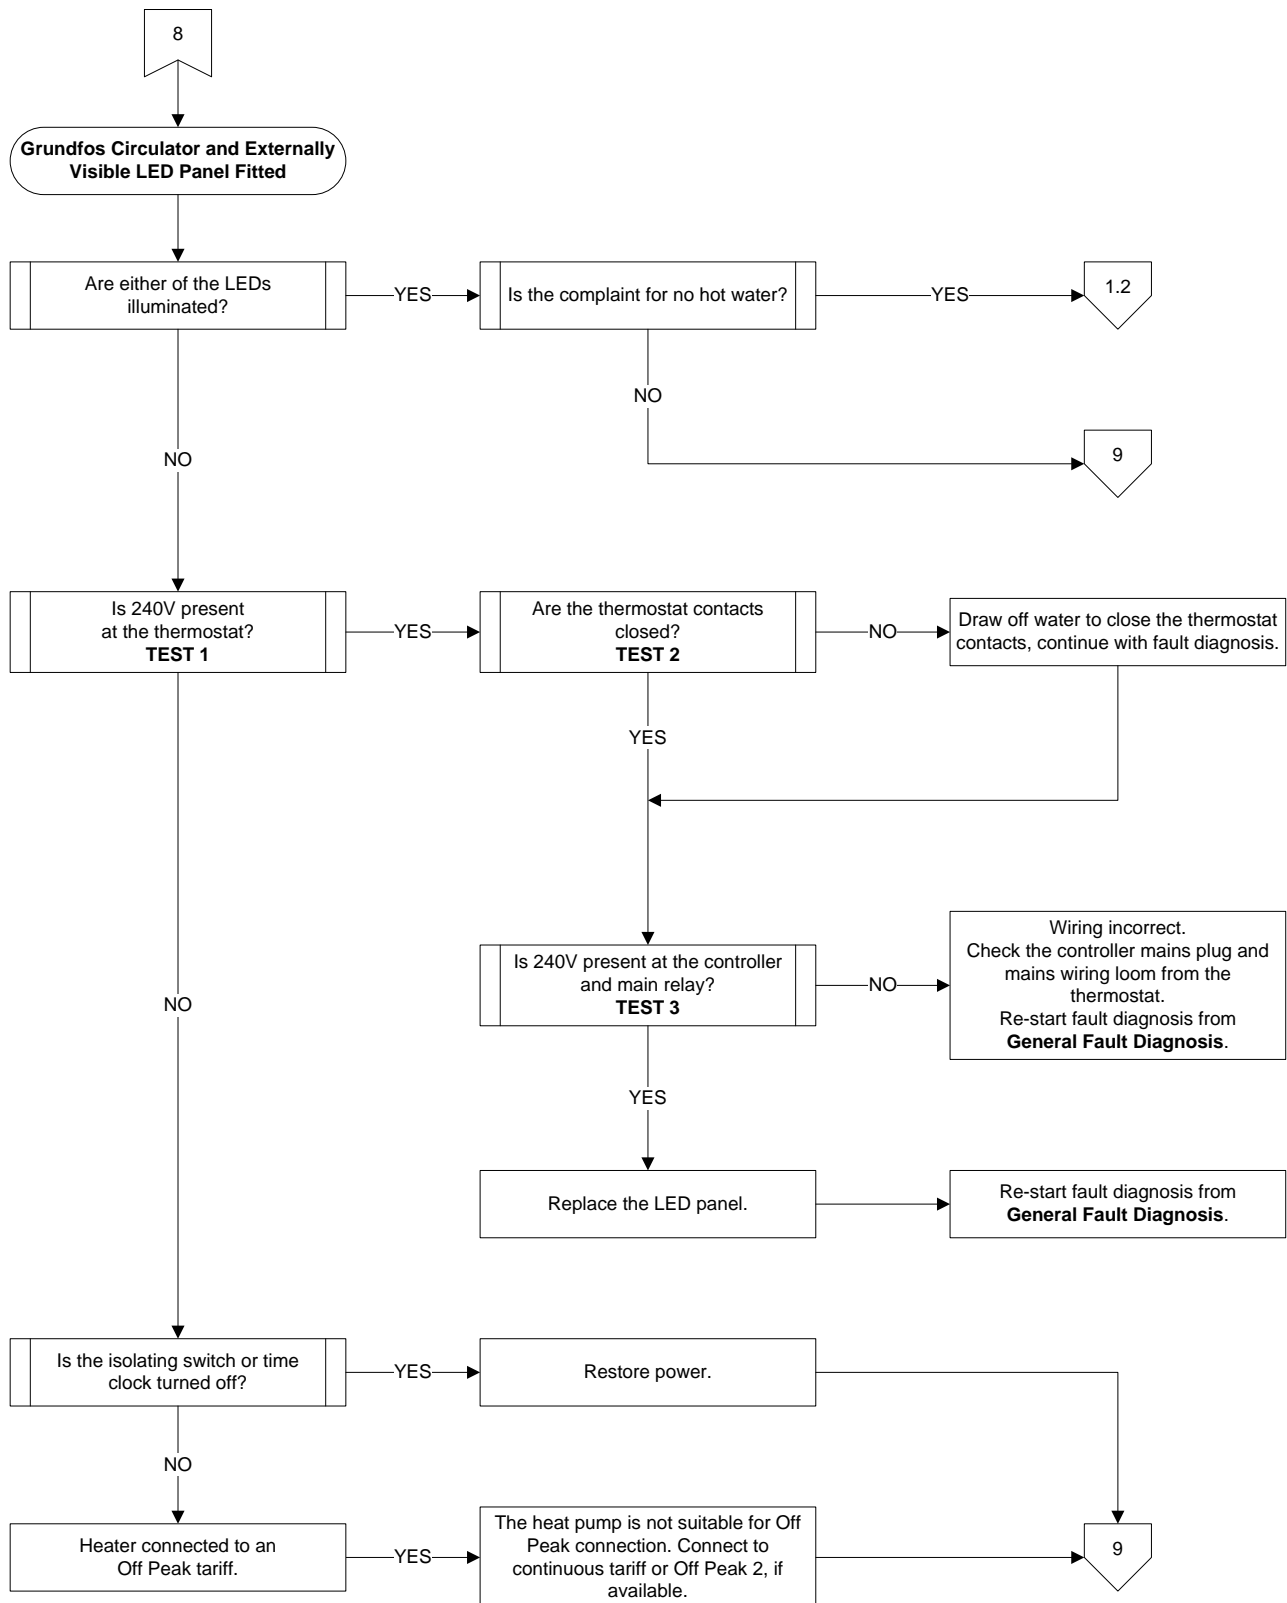 8
Grundfos Circulator and Externally
Visible LED Panel Fitted
Are either of the LEDs
illuminated?
YES
Is the complaint for no hot water?
YES
1.2
NO
9
NO
Is 240V present
at the thermostat?
TEST 1
YES
Are the thermostat contacts
closed?
TEST 2
NO
Draw off water to close the thermostat
contacts, continue with fault diagnosis.
YES
Is 240V present at the controller
and main relay?
TEST 3
NO
Wiring incorrect.
Check the controller mains plug and
mains wiring loom from the
thermostat.
Re-start fault diagnosis from
General Fault Diagnosis.
NO
YES
Replace the LED panel.
Re-start fault diagnosis from
General Fault Diagnosis.
Is the isolating switch or time
clock turned off?
YES
Restore power.
NO
Heater connected to an
Off Peak tariff.
YES
The heat pump is not suitable for Off
Peak connection. Connect to
continuous tariff or Off Peak 2, if
available.
9